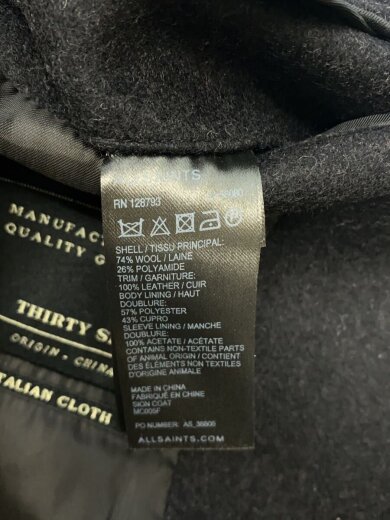 ALLSAINTS
RN 128793
SHELL / TISSU PRINCIPAL:
74% WOOL / LAINE
26% POLYAMIDE
TRIM / GARNITURE:
100% LEATHER / CUIR
BODY LINING / HAUT
DOUBLURE:
57% POLYESTER
43% CUPRO
SLEEVE LINING / MANCHE
DOUBLURE:
100% ACETATE / ACÉTATE
CONTAINS NON-TEXTILE PARTS
OF ANIMAL ORIGIN / CONTIENT
DES ÉLÉMENTS NON TEXTILES
D'ORIGINE ANIMALE
MADE IN CHINA
FABRIQUÉ EN CHINE
SION COAT
MC005F
PO NUMBER: AS_36806
ALLSAINTS.COM
MANUFAC
QUALITY G
THIRTY S
ORIGIN · CHINA
TALIAN CLOTH